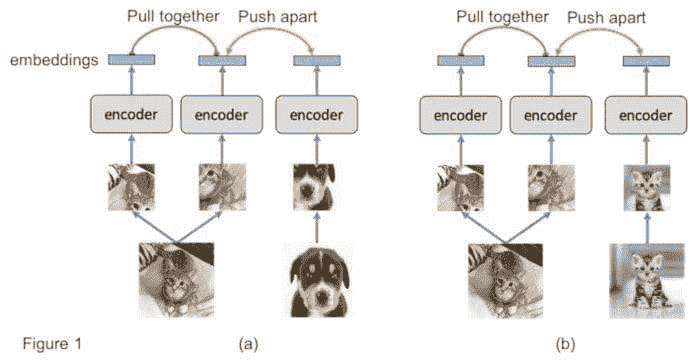 Pull together Push apart Pull together Push apart
embeddings
encoder encoder encoder encoder encoder encoder
Figure 1 (a) (b)